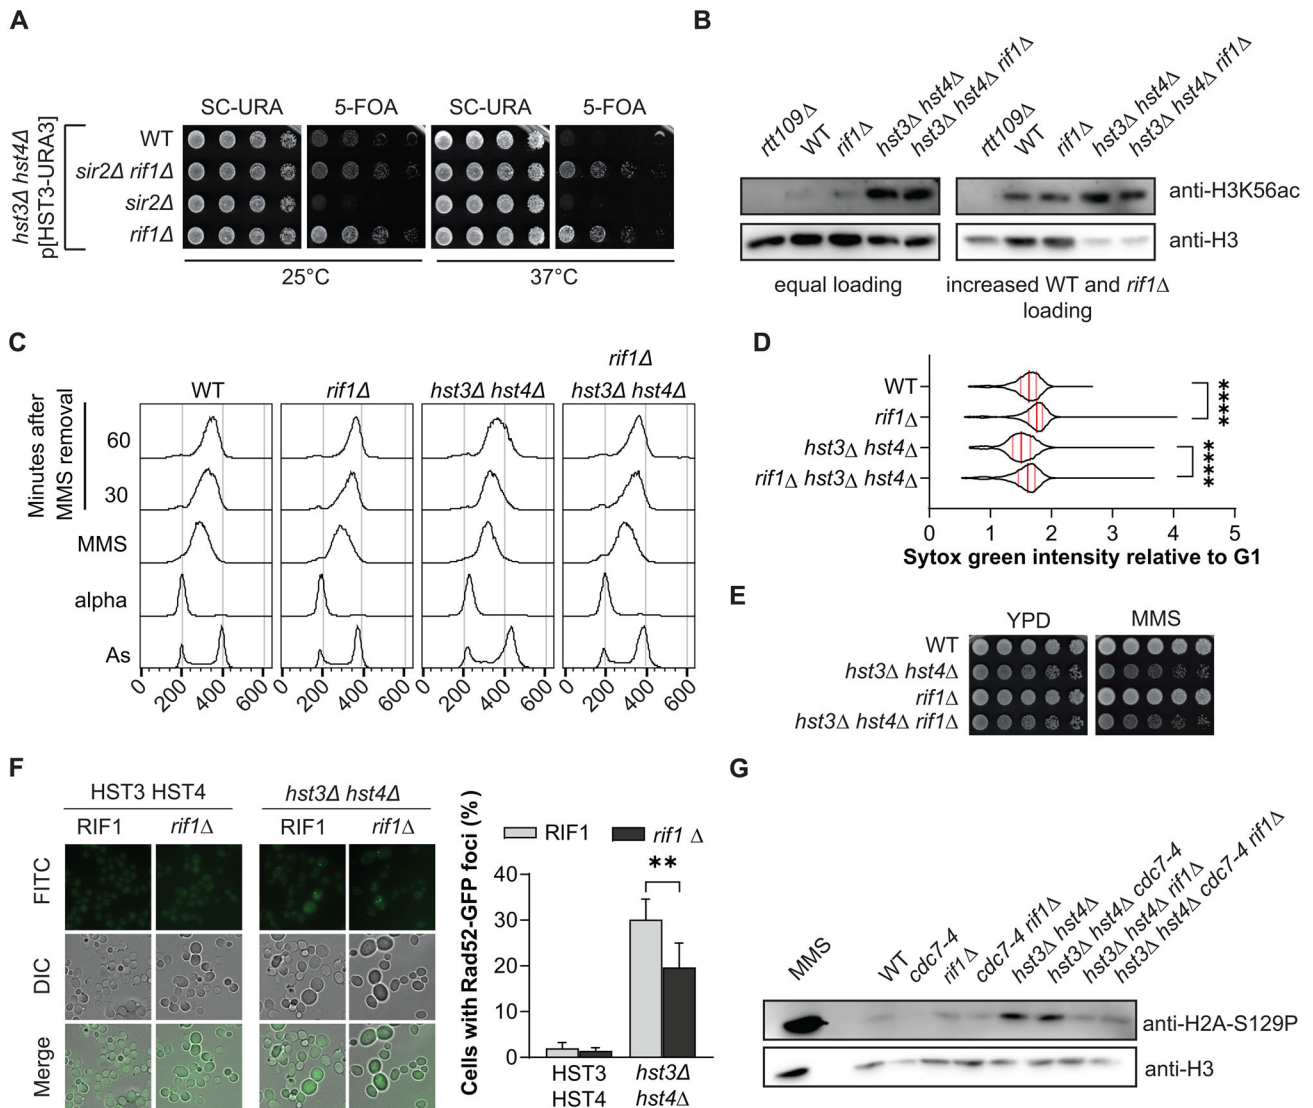 A
SC-URA 5-FOA SC-URA 5-FOA
hst3Δ hst4Δ
p[HST3-URA3]
WT
sir2Δ rif1Δ
sir2Δ
rif1Δ
25°C 37°C
B
rtt109Δ WT rif1Δ hst3Δ hst4Δ hst3Δ hst4Δ rif1Δ
rtt109Δ WT rif1Δ hst3Δ hst4Δ hst3Δ hst4Δ rif1Δ
anti-H3K56ac
anti-H3
equal loading
increased WT and rif1Δ
loading
C
Minutes after
MMS removal
rif1Δ
WT rif1Δ hst3Δ hst4Δ hst3Δ hst4Δ
60
30
MMS
alpha
As
0 200 400 600 0 200 400 600 0 200 400 600 0 200 400 600
D
WT
rif1Δ
hst3Δ hst4Δ
rif1Δ hst3Δ hst4Δ
****
****
0 1 2 3 4 5
Sytox green intensity relative to G1
E
YPD MMS
WT
hst3Δ hst4Δ
rif1Δ
hst3Δ hst4Δ rif1Δ
F
HST3 HST4 hst3Δ hst4Δ
RIF1 rif1Δ RIF1 rif1Δ
FITC
DIC
Merge
Cells with Rad52-GFP foci (%)
RIF1 rif1 Δ
**
40
30
20
10
0
HST3
HST4
hst3Δ
hst4Δ
G
MMS WT cdc7-4 rif1Δ cdc7-4 rif1Δ hst3Δ hst4Δ hst3Δ hst4Δ cdc7-4 hst3Δ hst4Δ rif1Δ hst3Δ hst4Δ cdc7-4 rif1Δ
anti-H2A-S129P
anti-H3